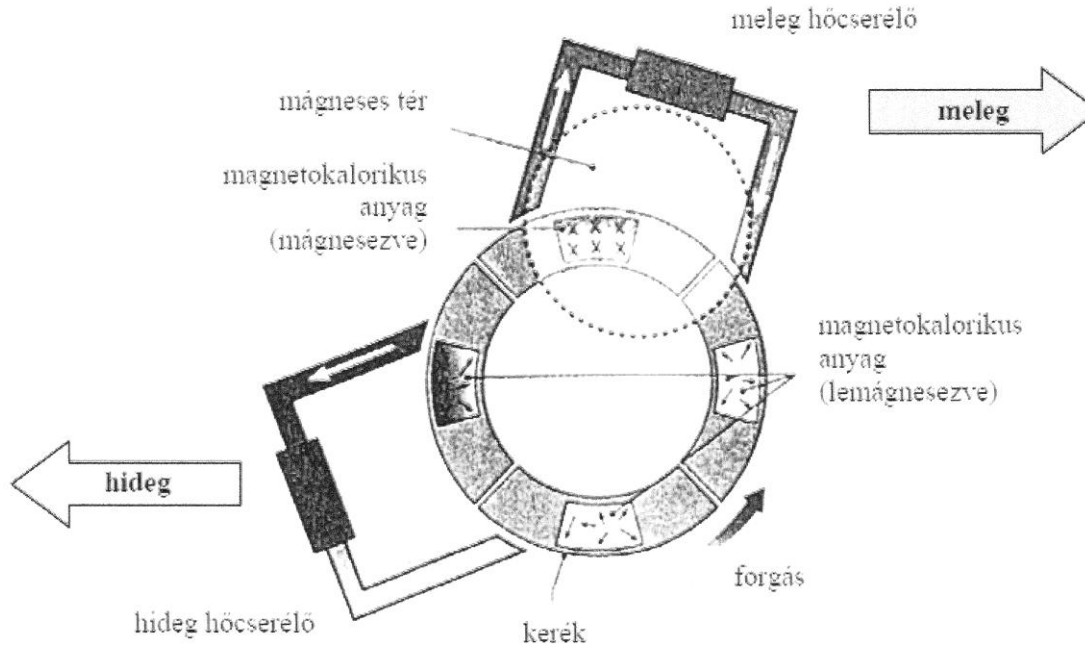 meleg hőcserélő
mágneses tér
meleg
magnetokalorikus
anyag
(mágnesezve)
magnetokalorikus
anyag
(lemágnesezve)
hideg
forgás
hideg hőcserélő
kerék